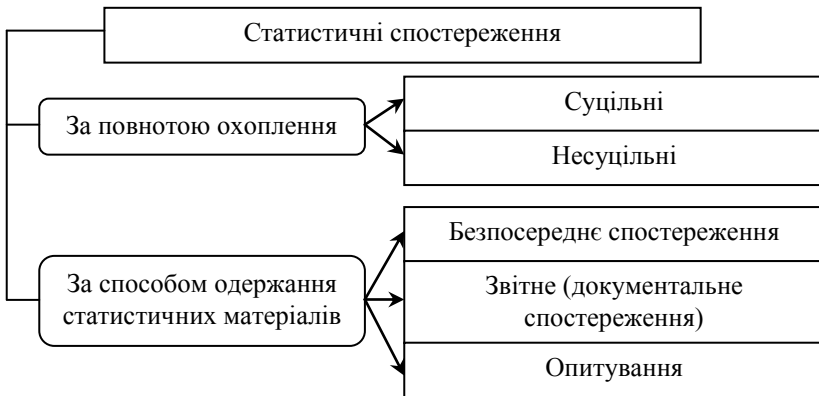 Статистичні спостереження
За повнотою охоплення
Суцільні
Несуцільні
За способом одержання
статистичних матеріалів
Безпосереднє спостереження
Звітне (документальне
спостереження)
Опитування